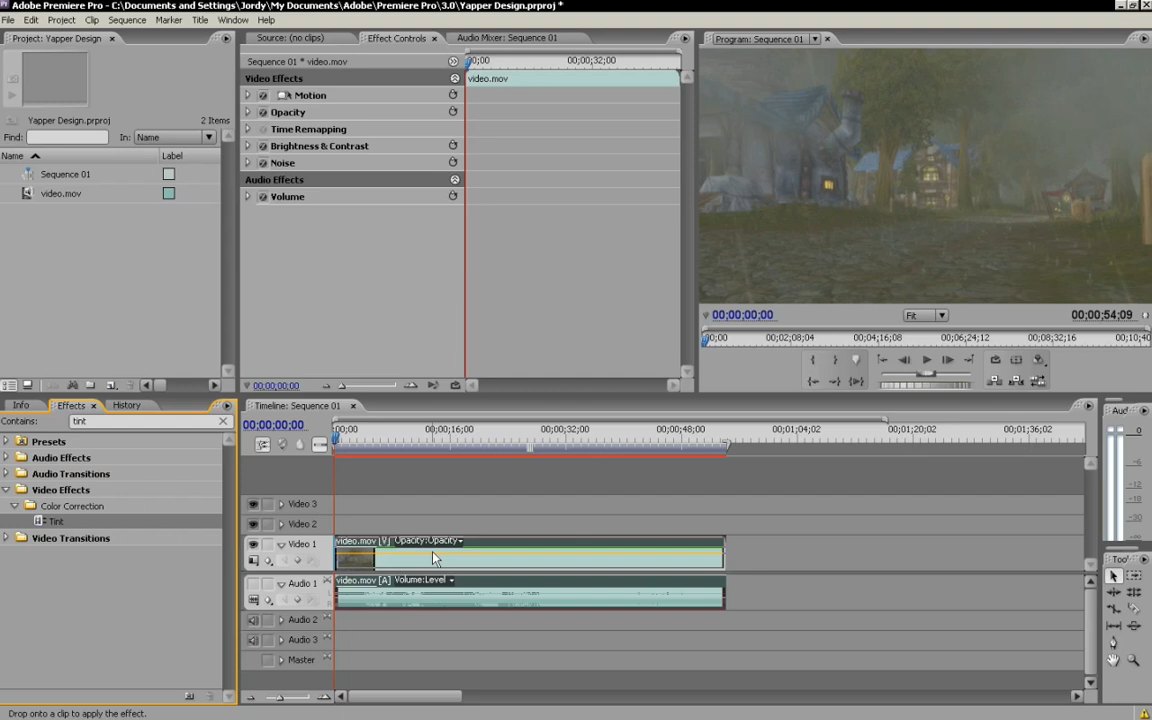 Adobe Premiere Pro - C:\Documents and Settings\Jordy\My Documents\Adobe\Premiere Pro\3.0\Yapper Design.prproj *
File Edit Project Clip Sequence Marker Title Window Help
Project: Yapper Design
Yapper Design.prproj
2 Items
Find: In: Name
Name Label
Sequence 01
video.mov
Source: (no clips) Effect Controls Audio Mixer: Sequence 01
Sequence 01 * video.mov
00;00 00;00;32;00
Video Effects video.mov
Motion
Opacity
Time Remapping
Brightness & Contrast
Noise
Audio Effects
Volume
00;00;00;00
Program: Sequence 01
00;00;00;00 Fit 00;00;54;09
00;00 00;02;08;04 00;04;16;08 00;06;24;12 00;08;32;16 00;10;40
Info Effects History
Contains: tint
Presets
Audio Effects
Audio Transitions
Video Effects
Color Correction
Tint
Video Transitions
Timeline: Sequence 01
00;00;00;00
00;00 00;00;16;00 00;00;32;00 00;00;48;00 00;01;04;02 00;01;20;02 00;01;36;02
Video 3
Video 2
Video 1 video.mov [V] Opacity:Opacity
Audio 1 video.mov [A] Volume:Level
Audio 2
Audio 3
Master
Aud
0
-6
-12
-18
-30
Too
Drop onto a clip to apply the effect.